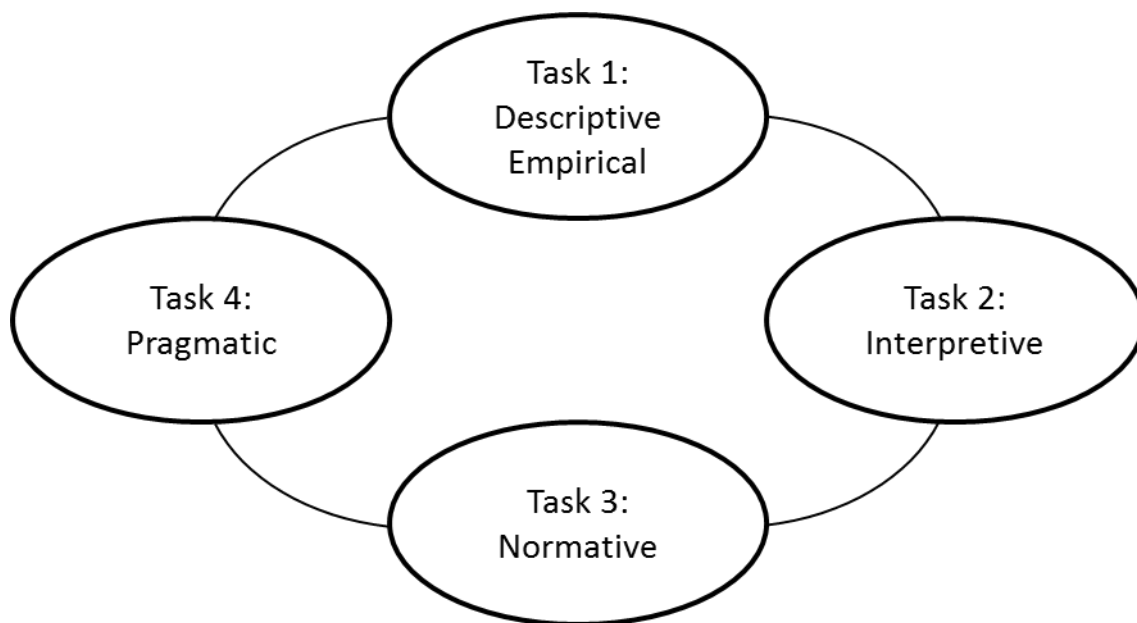 Task 1:
Descriptive
Empirical
Task 2:
Interpretive
Task 3:
Normative
Task 4:
Pragmatic